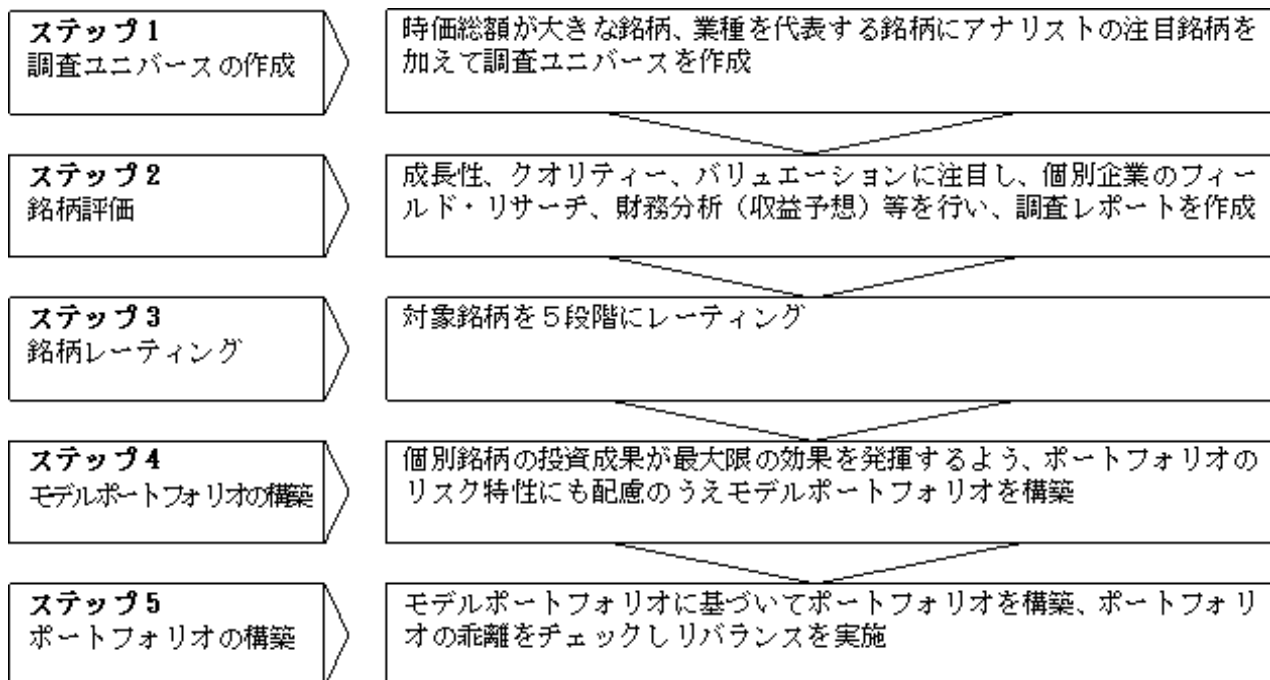 ステップ1
調査ユニバースの作成
時価総額が大きな銘柄、業種を代表する銘柄にアナリストの注目銘柄を
加えて調査ユニバースを作成
ステップ2
銘柄評価
成長性、クオリティー、バリュエーションに注目し、個別企業のフィー
ルド・リサーチ、財務分析（収益予想）等を行い、調査レポートを作成
ステップ3
銘柄レーティング
対象銘柄を５段階にレーティング
ステップ4
モデルポートフォリオの構築
個別銘柄の投資成果が最大限の効果を発揮するよう、ポートフォリオの
リスク特性にも配慮のうえモデルポートフォリオを構築
ステップ5
ポートフォリオの構築
モデルポートフォリオに基づいてポートフォリオを構築、ポートフォリ
オの乖離をチェックしリバランスを実施